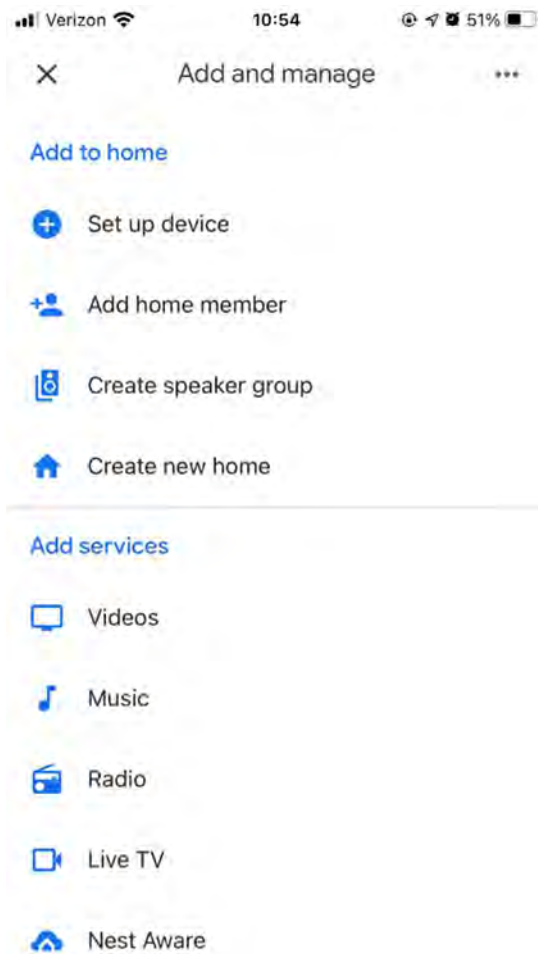 Verizon 10:54 51%
Add and manage
Add to home
Set up device
Add home member
Create speaker group
Create new home
Add services
Videos
Music
Radio
Live TV
Nest Aware